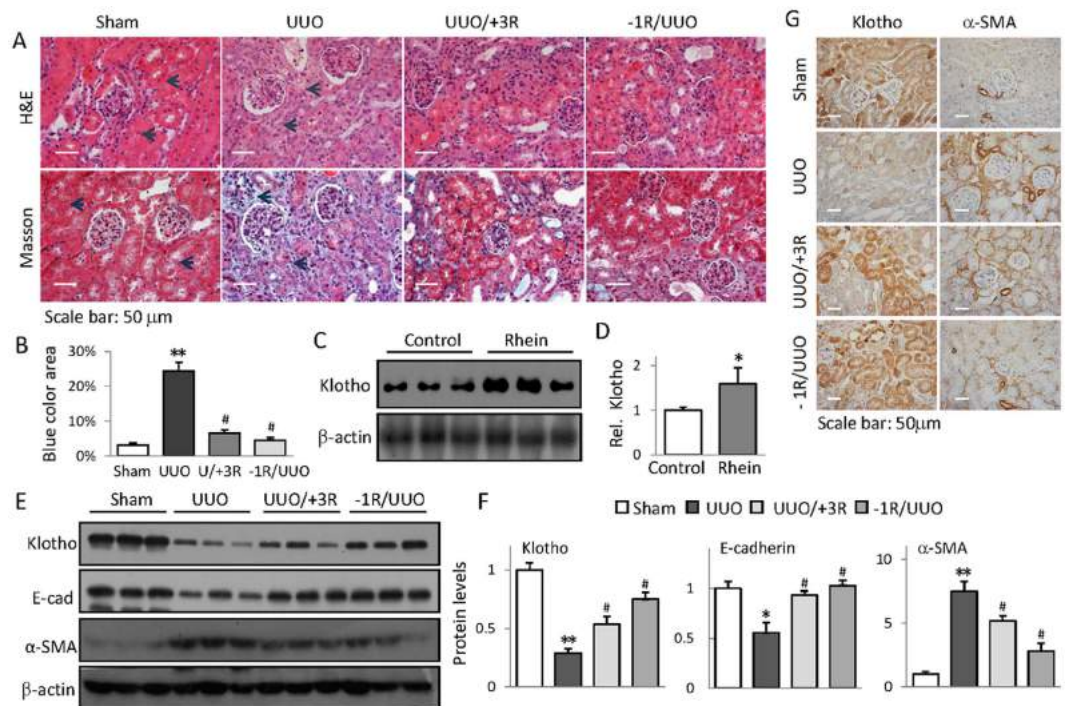 Sham UUO UUO/+3R -1R/UUO
A
H&E
Masson
Scale bar: 50 μm
B
Blue color area
30%
20%
10%
0%
**
#
#
Sham UUO U/+3R -1R/UUO
C
Control Rhein
Klotho
β-actin
D
Rel. Klotho
2
1
0
*
Control Rhein
E
Sham UUO UUO/+3R -1R/UUO
Klotho
E-cad
α-SMA
β-actin
F
Sham UUO UUO/+3R -1R/UUO
Protein levels
Klotho
1
0.5
0
**
#
#
E-cadherin
1
0.5
0
*
#
#
α-SMA
10
5
0
**
#
#
G
Klotho α-SMA
Sham
UUO
UUO/+3R
-1R/UUO
Scale bar: 50μm